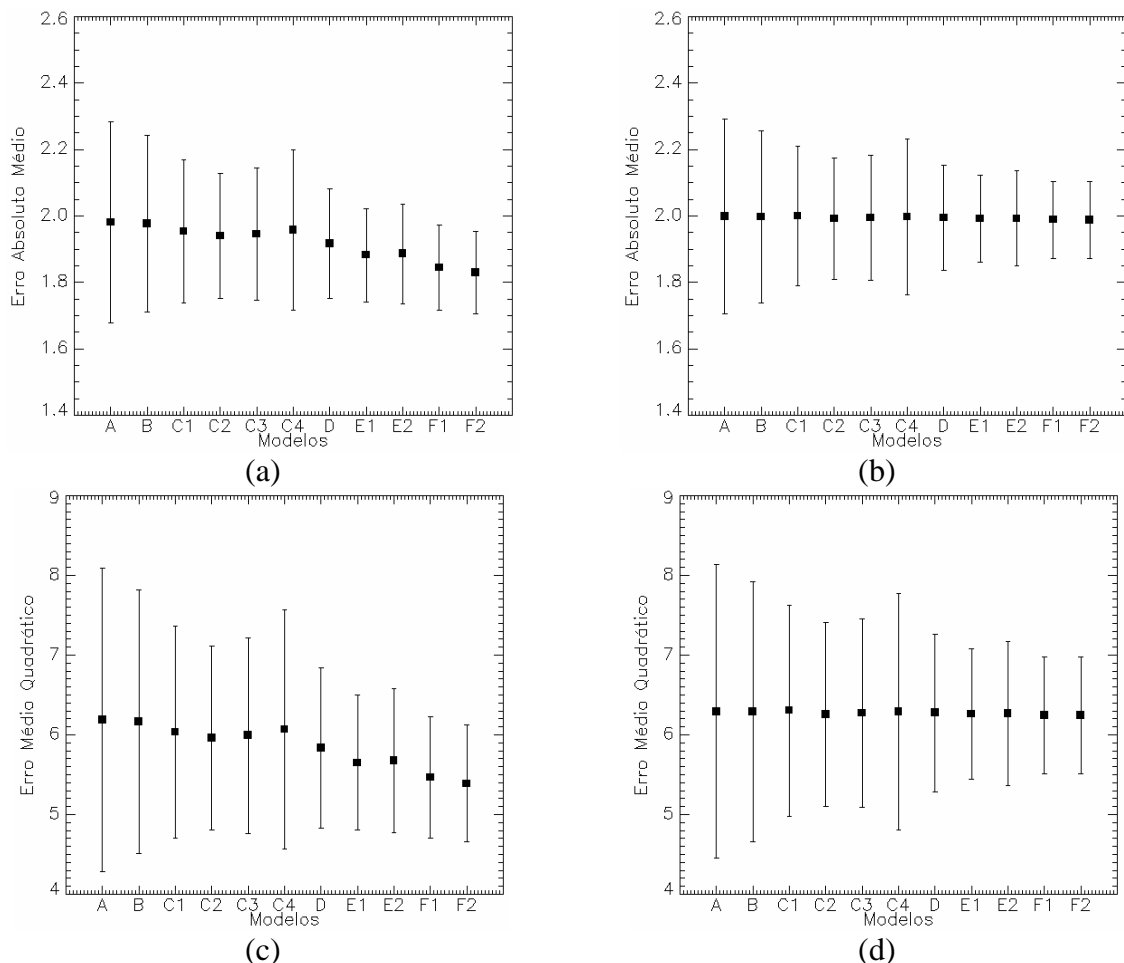 2.6
2.4
2.2
2.0
1.8
1.6
1.4
Erro Absoluto Médio
A B C1 C2 C3 C4 D E1 E2 F1 F2
Modelos
(a)
2.6
2.4
2.2
2.0
1.8
1.6
1.4
Erro Absoluto Médio
A B C1 C2 C3 C4 D E1 E2 F1 F2
Modelos
(b)
9
8
7
6
5
4
Erro Médio Quadrático
A B C1 C2 C3 C4 D E1 E2 F1 F2
Modelos
(c)
9
8
7
6
5
4
Erro Médio Quadrático
A B C1 C2 C3 C4 D E1 E2 F1 F2
Modelos
(d)